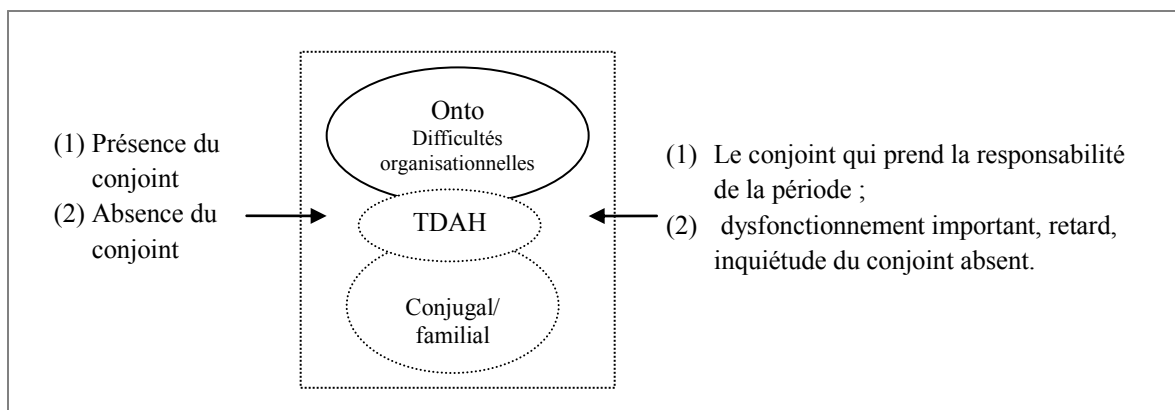 (1) Présence du
conjoint
(2) Absence du
conjoint
Onto
Difficultés
organisationnelles
TDAH
Conjugal/
familial
(1) Le conjoint qui prend la responsabilité
de la période ;
(2) dysfonctionnement important, retard,
inquiétude du conjoint absent.